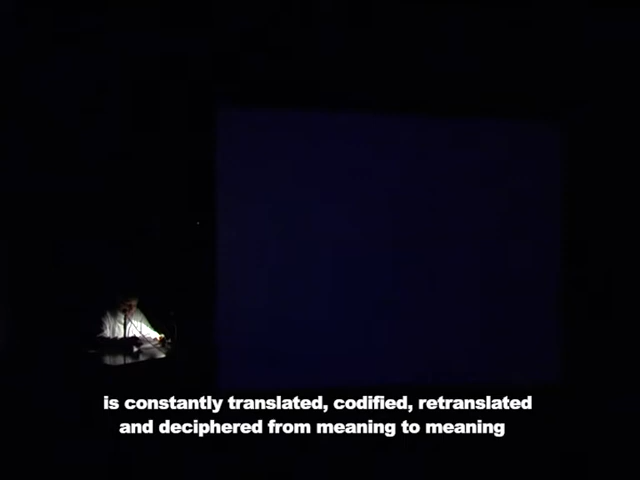 is constantly translated, codified, retranslated
and deciphered from meaning to meaning